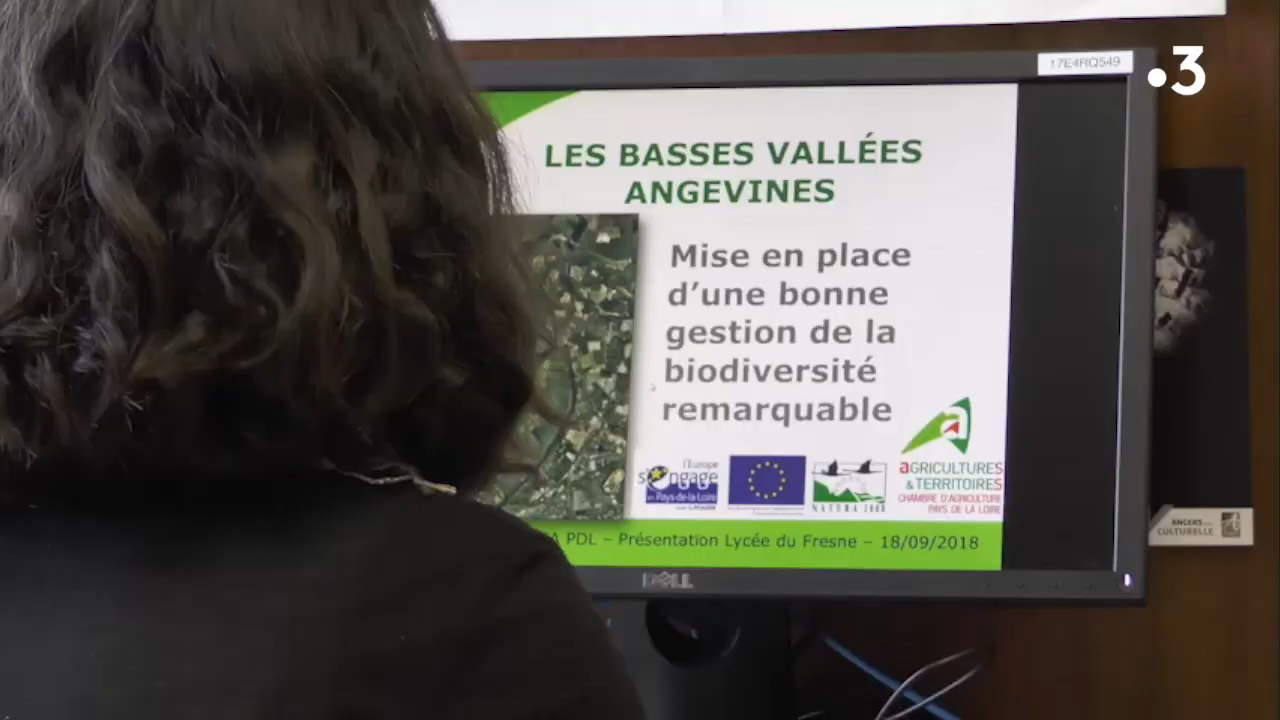 17E4RQ549
3
LES BASSES VALLÉES
ANGEVINES
Mise en place
d’une bonne
gestion de la
biodiversité
remarquable
l'Europe
s'engage
en Pays-de-la-Loire
NATURA 2000
aGRICULTURES
& TERRITOIRES
CHAMBRE D'AGRICULTURE
PAYS DE LA LOIRE
A PDL – Présentation Lycée du Fresne – 18/09/2018
DELL
ANGERS
CULTURELLE